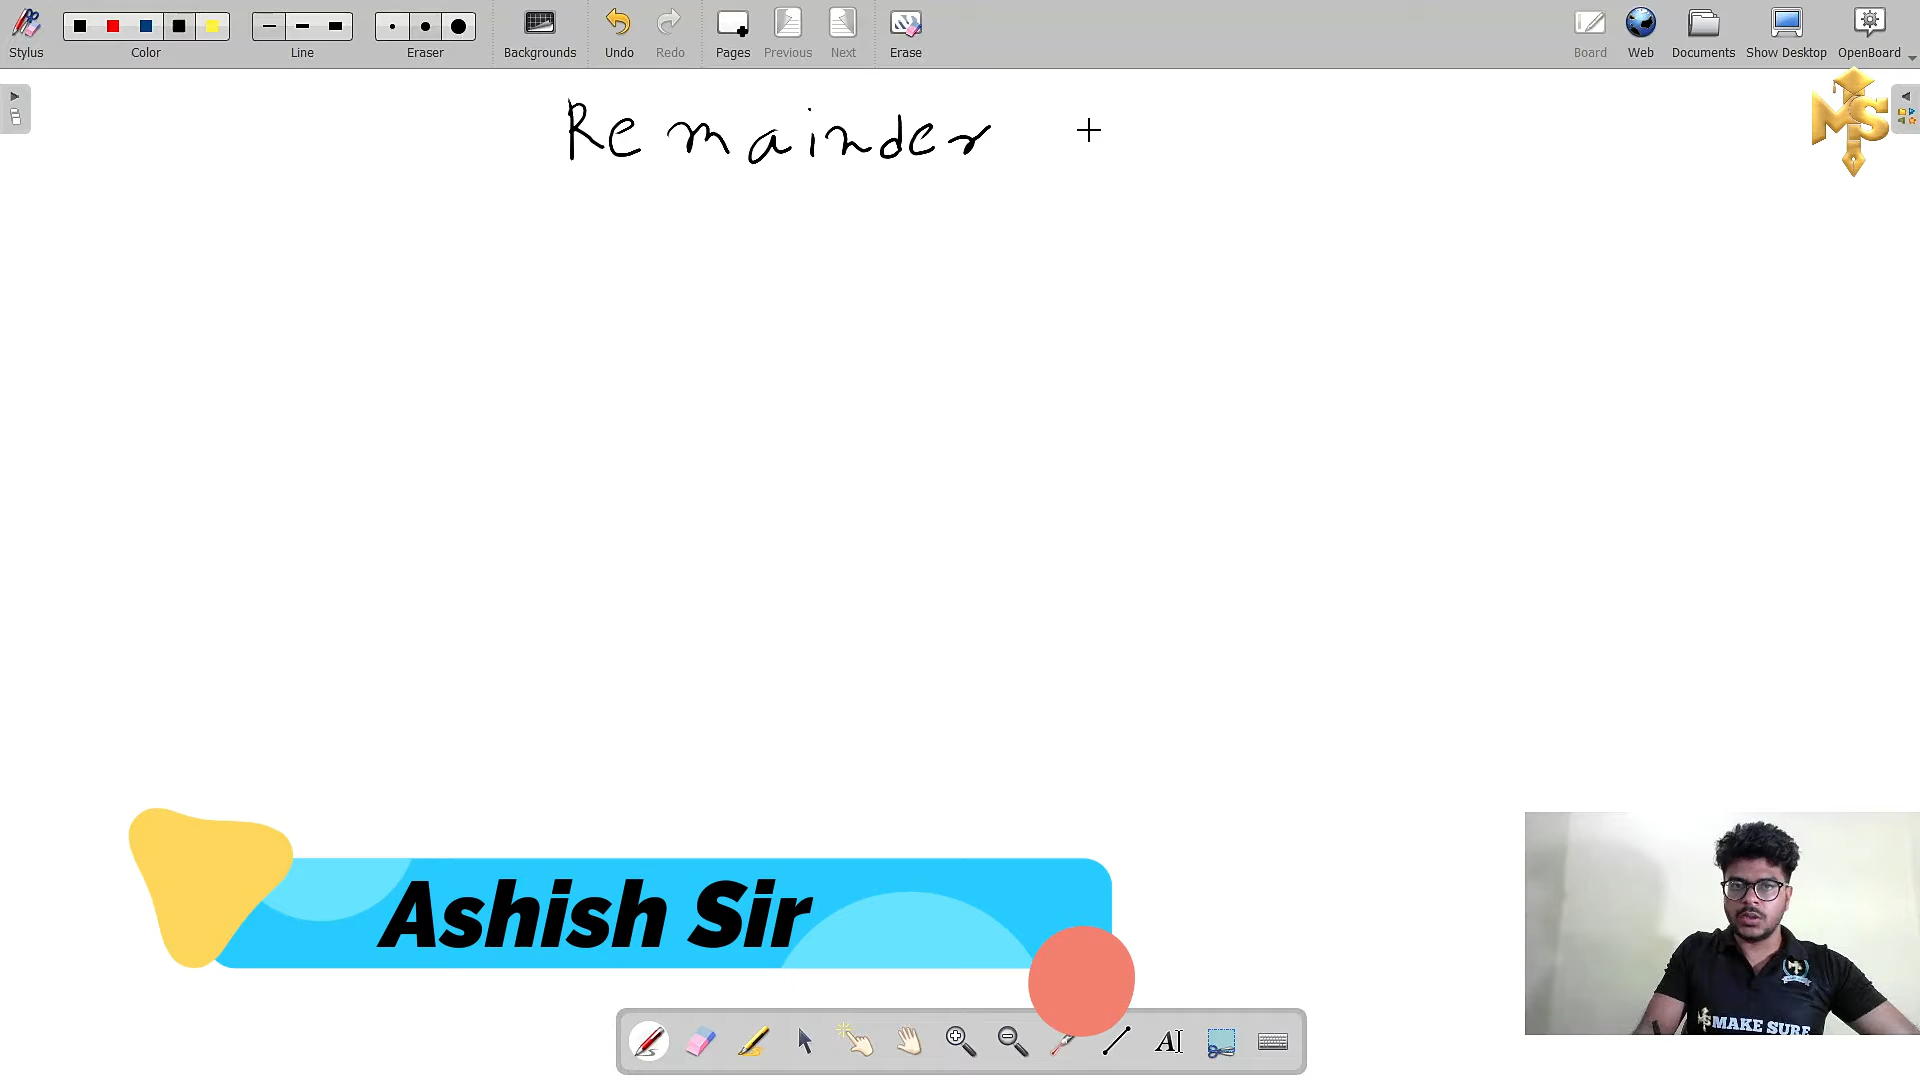 Stylus Color Line Eraser Backgrounds Undo Redo Pages Previous Next Erase Board Web Documents Show Desktop OpenBoard
Remainder
MS
Ashish Sir
MAKE SURE